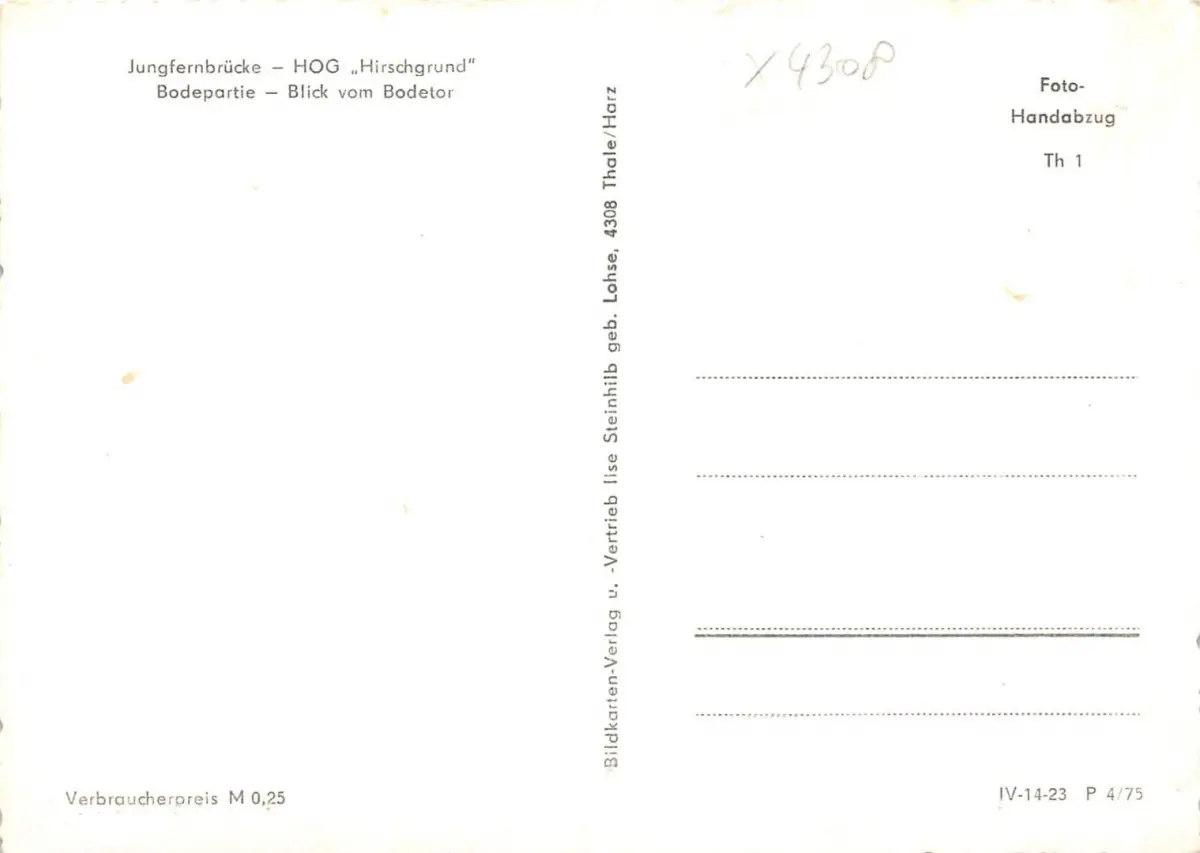 Jungfernbrücke – HOG „Hirschgrund"
Bodepartie – Blick vom Bodetor
X 4308
Foto-
Handabzug
Th 1
Bildkarten-Verlag u. -Vertrieb Ilse Steinhilb geb. Lohse, 4308 Thale/Harz
Verbraucherpreis M 0,25
IV-14-23 P 4/75